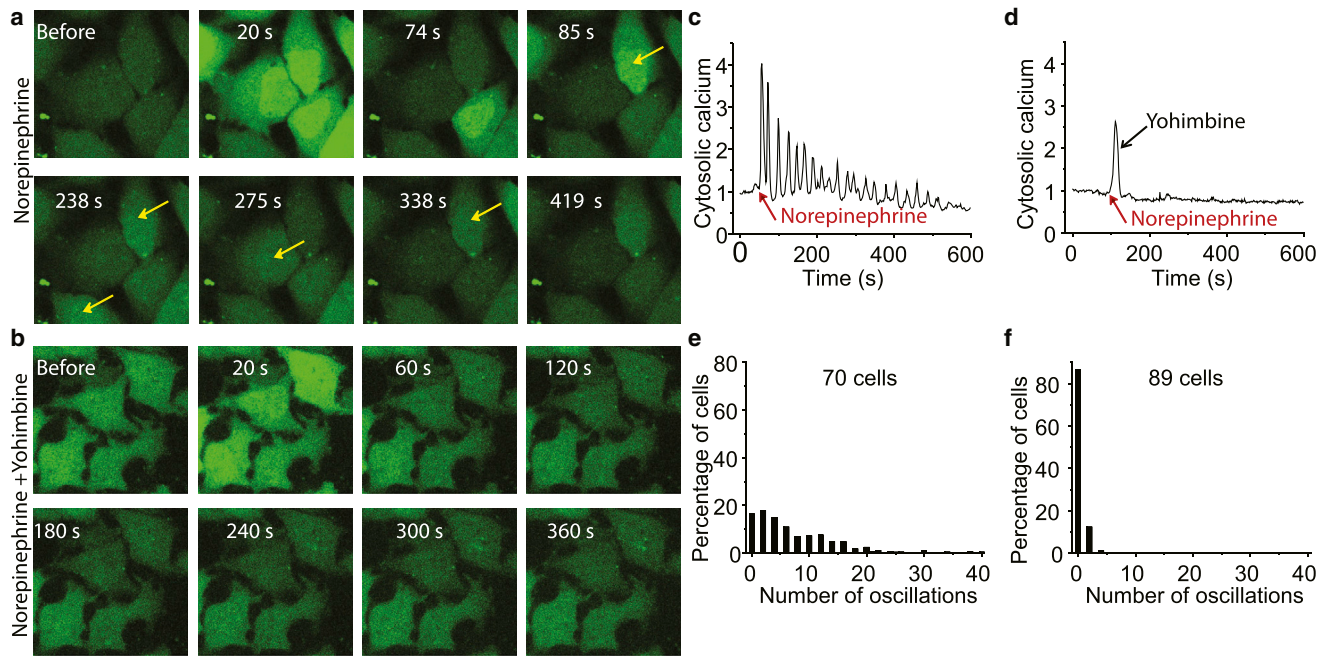 a
Norepinephrine
Before
20 s
74 s
85 s
238 s
275 s
338 s
419 s
b
Norepinephrine +Yohimbine
Before
20 s
60 s
120 s
180 s
240 s
300 s
360 s
c
Cytosolic calcium
4
3
2
1
0
Norepinephrine
0 200 400 600
Time (s)
d
Cytosolic calcium
4
3
2
1
0
Yohimbine
Norepinephrine
0 200 400 600
Time (s)
e
70 cells
Percentage of cells
80
60
40
20
0
0 10 20 30 40
Number of oscillations
f
89 cells
Percentage of cells
80
60
40
20
0
0 10 20 30 40
Number of oscillations